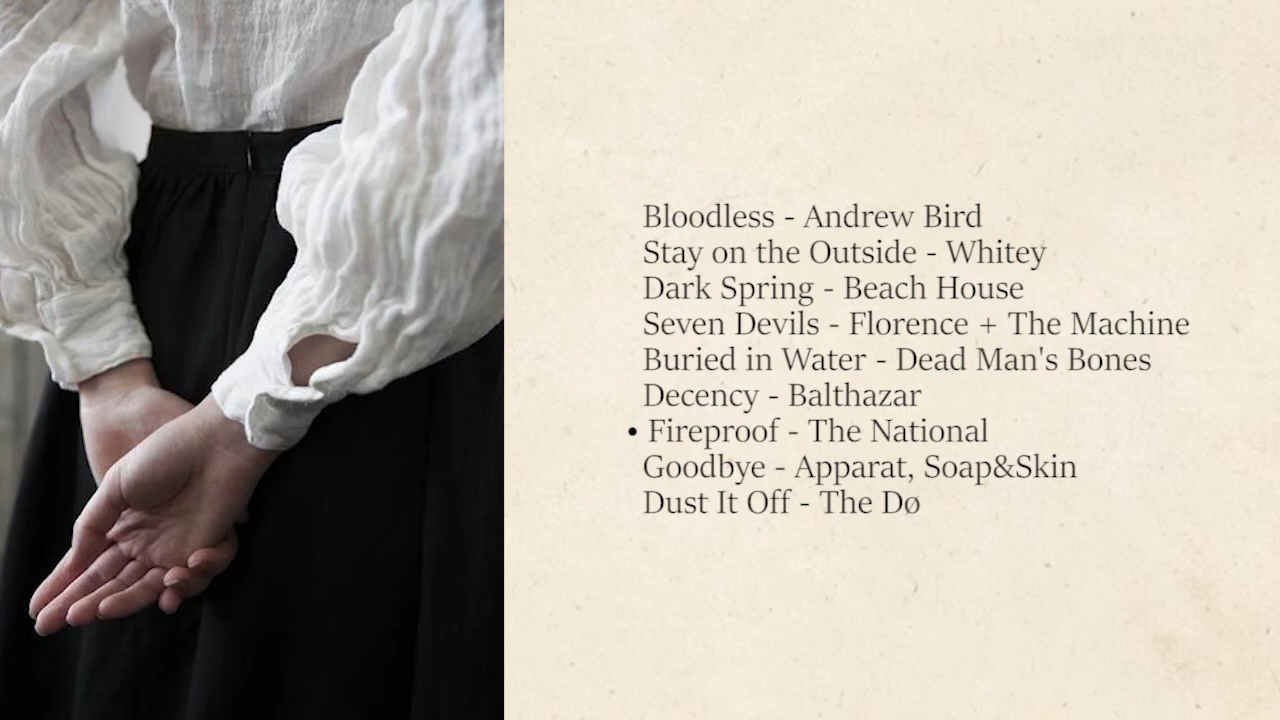 Bloodless - Andrew Bird
Stay on the Outside - Whitey
Dark Spring - Beach House
Seven Devils - Florence + The Machine
Buried in Water - Dead Man's Bones
Decency - Balthazar
• Fireproof - The National
Goodbye - Apparat, Soap&Skin
Dust It Off - The Dø